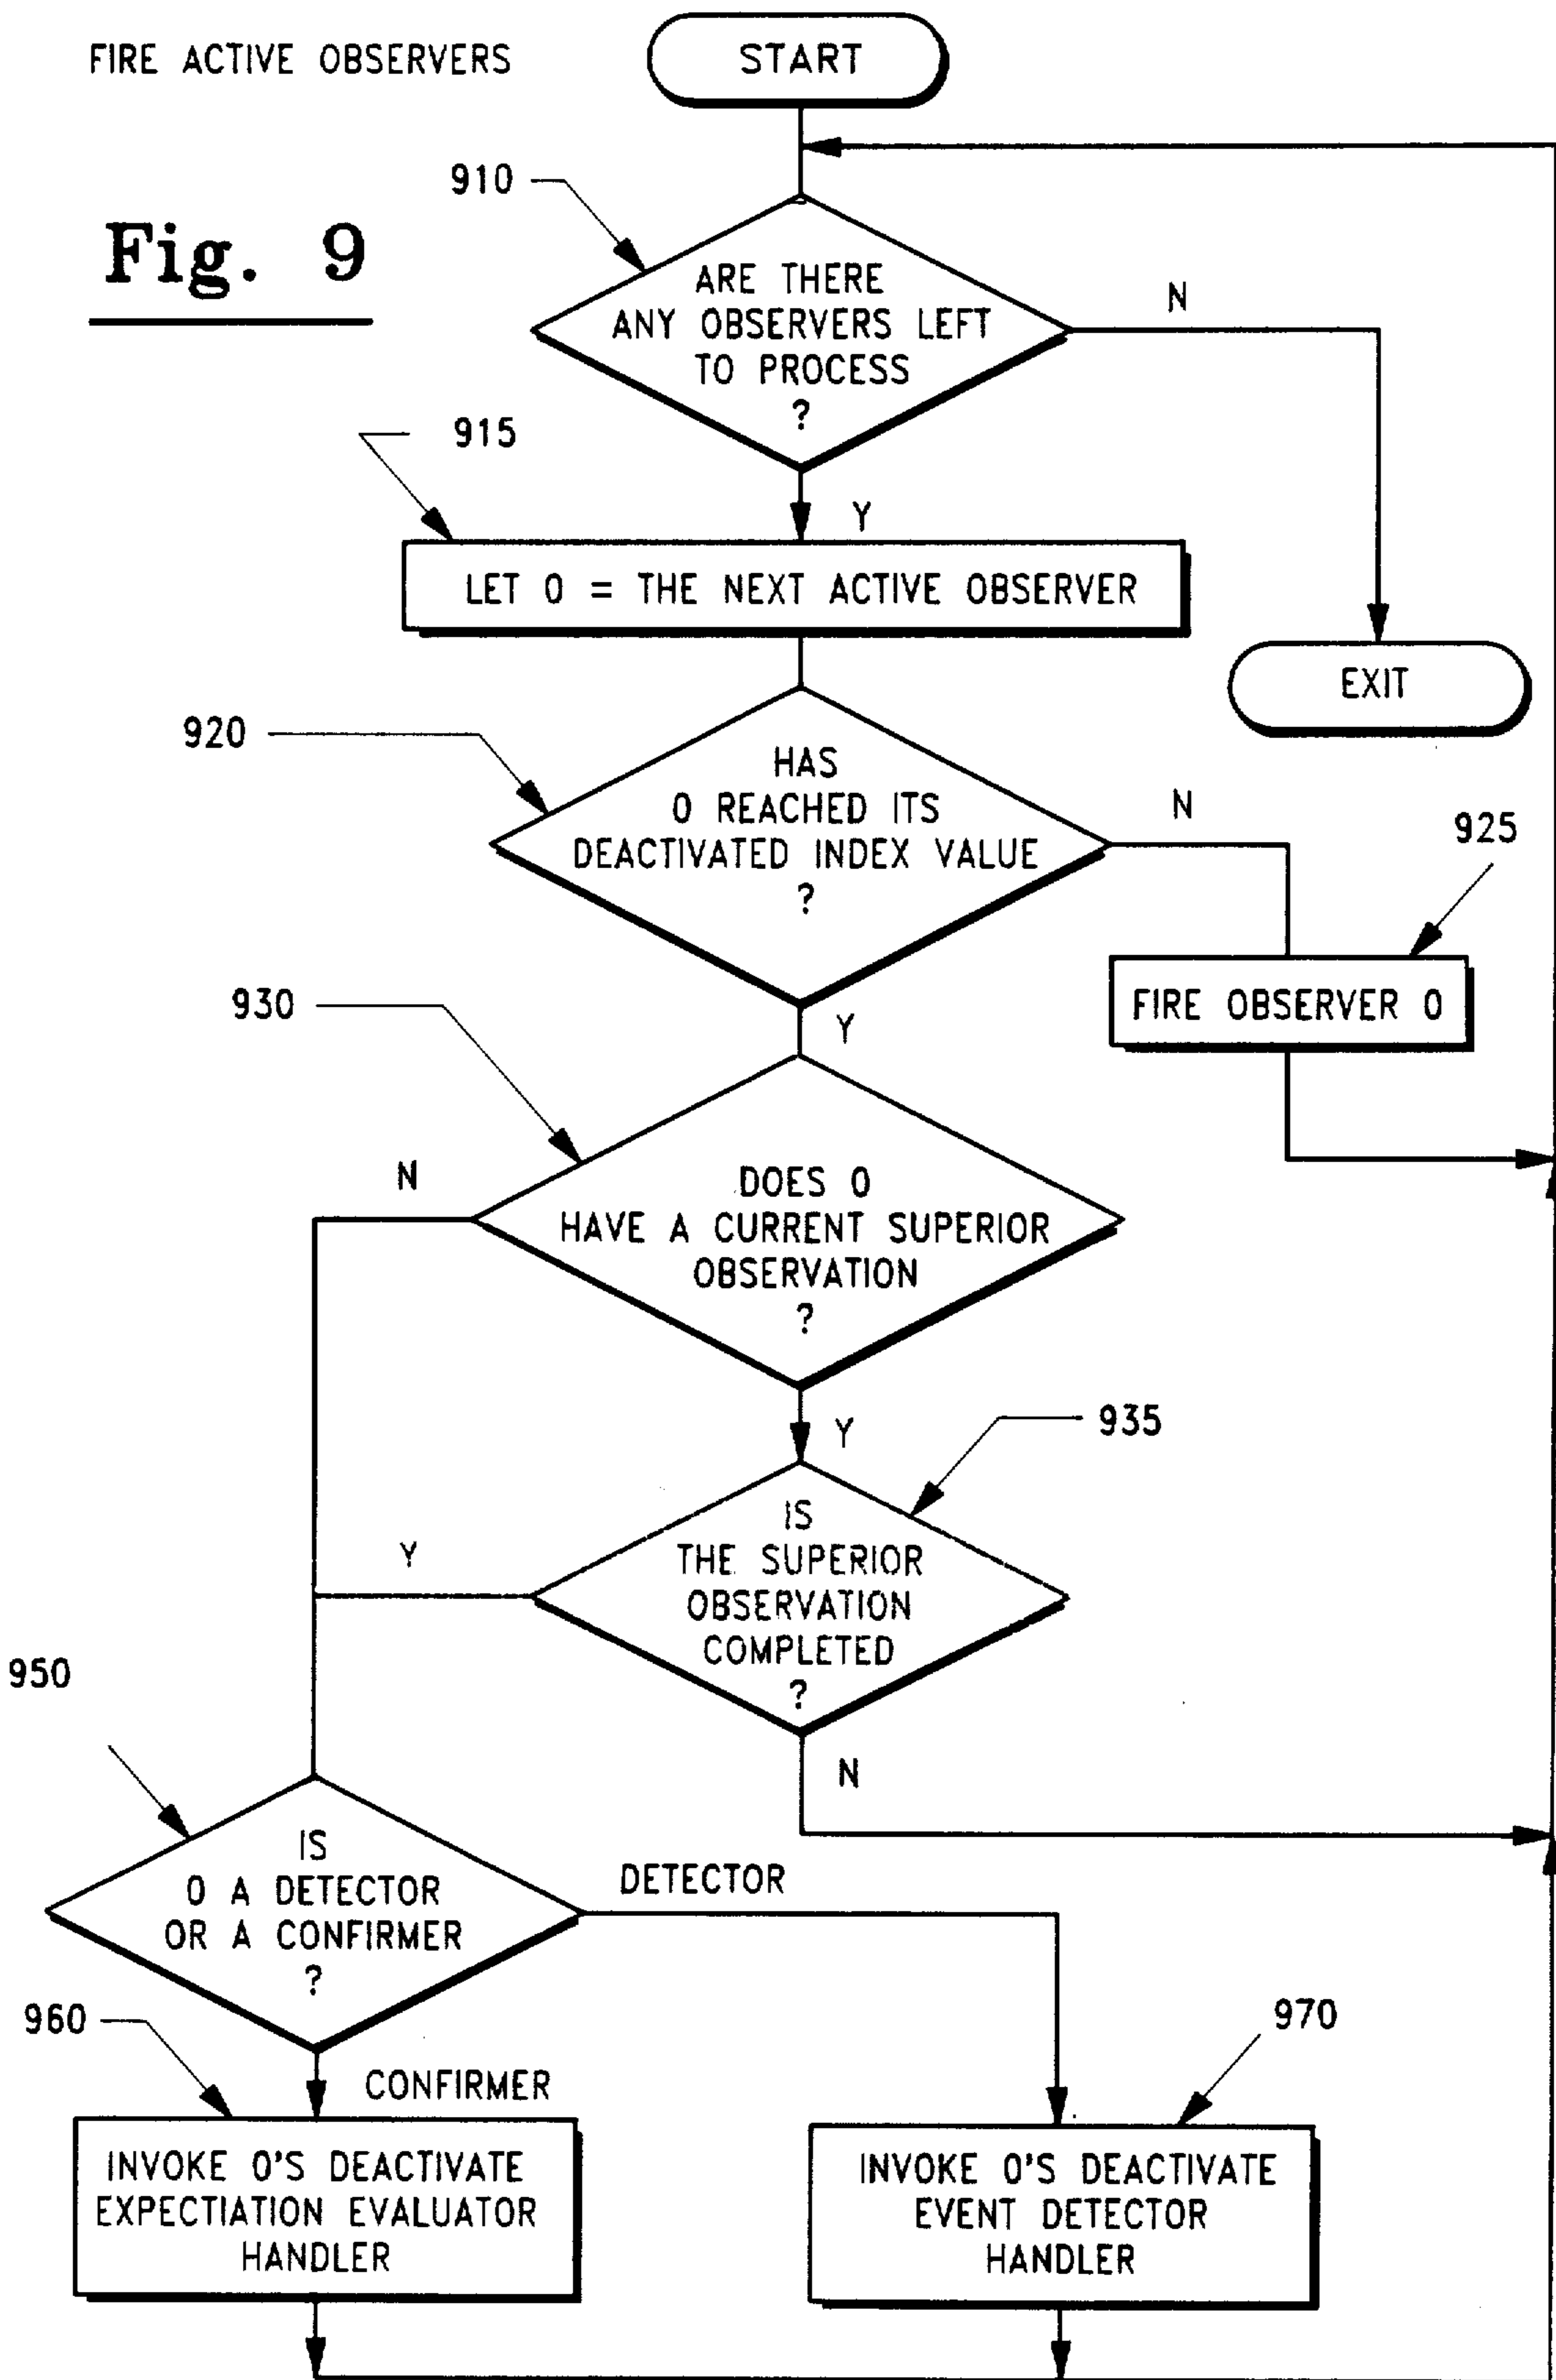 FIRE ACTIVE OBSERVERS
START
910
Fig. 9
ARE THERE
ANY OBSERVERS LEFT
TO PROCESS
?
N
915
Y
LET O = THE NEXT ACTIVE OBSERVER
EXIT
920
HAS
O REACHED ITS
DEACTIVATED INDEX VALUE
?
N
925
FIRE OBSERVER O
930
Y
N
DOES O
HAVE A CURRENT SUPERIOR
OBSERVATION
?
Y
935
IS
THE SUPERIOR
OBSERVATION
COMPLETED
?
Y
N
950
IS
O A DETECTOR
OR A CONFIRMER
?
DETECTOR
960
CONFIRMER
970
INVOKE O'S DEACTIVATE
EXPECTIATION EVALUATOR
HANDLER
INVOKE O'S DEACTIVATE
EVENT DETECTOR
HANDLER